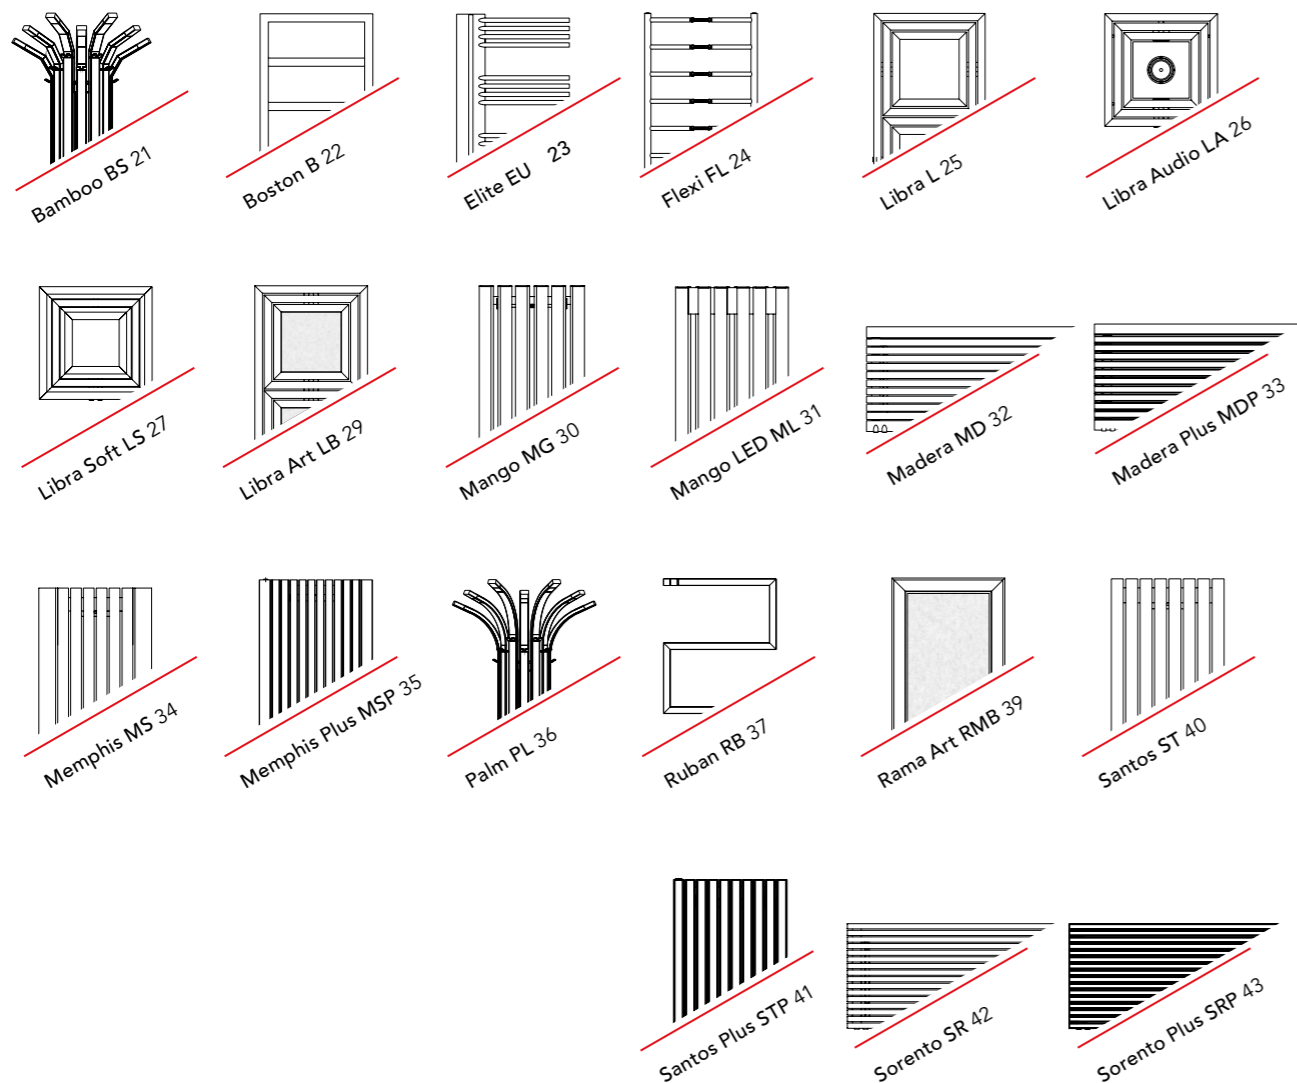 Bamboo BS 21
Boston B 22
Elite EU 23
Flexi FL 24
Libra L 25
Libra Audio LA 26
Libra Soft LS 27
Libra Art LB 29
Mango MG 30
Mango LED ML 31
Madera MD 32
Madera Plus MDP 33
Memphis MS 34
Memphis Plus MSP 35
Palm PL 36
Ruban RB 37
Rama Art RMB 39
Santos ST 40
Santos Plus STP 41
Sorento SR 42
Sorento Plus SRP 43